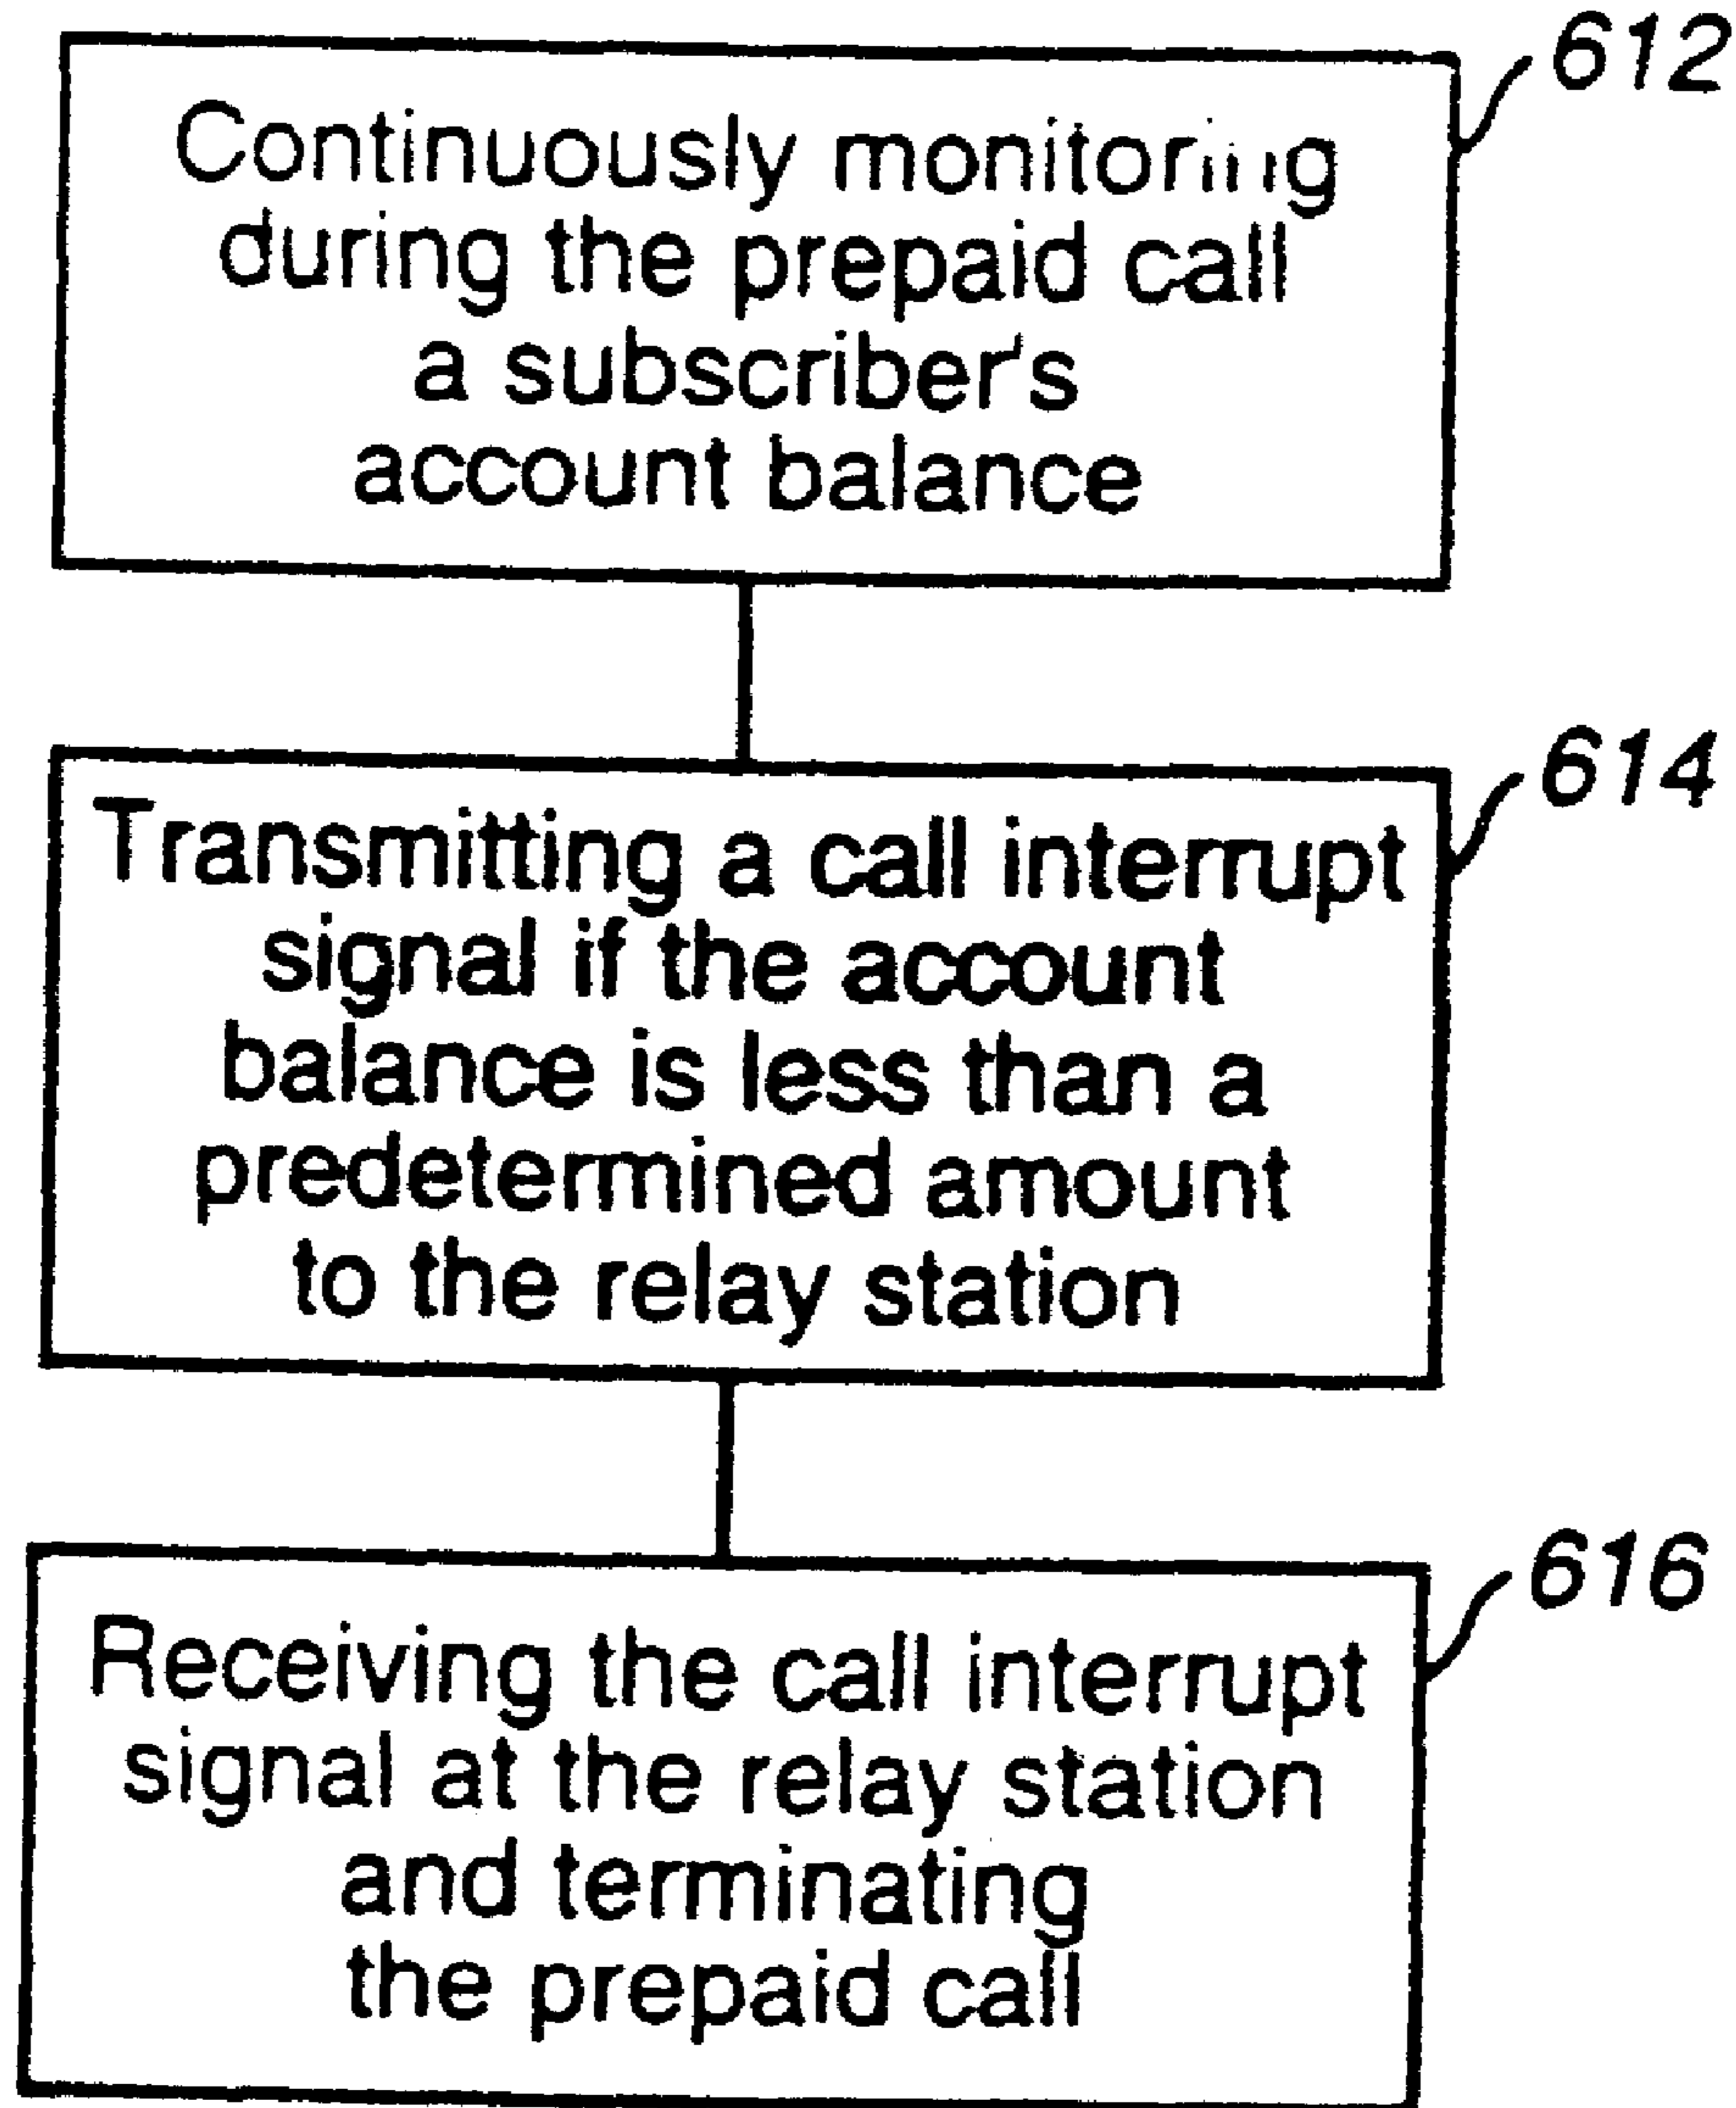 612
Continuously monitoring
during the prepaid call
a subscriber's
account balance
614
Transmitting a call interrupt
signal if the account
balance is less than a
predetermined amount
to the relay station
616
Receiving the call interrupt
signal at the relay station
and terminating
the prepaid call